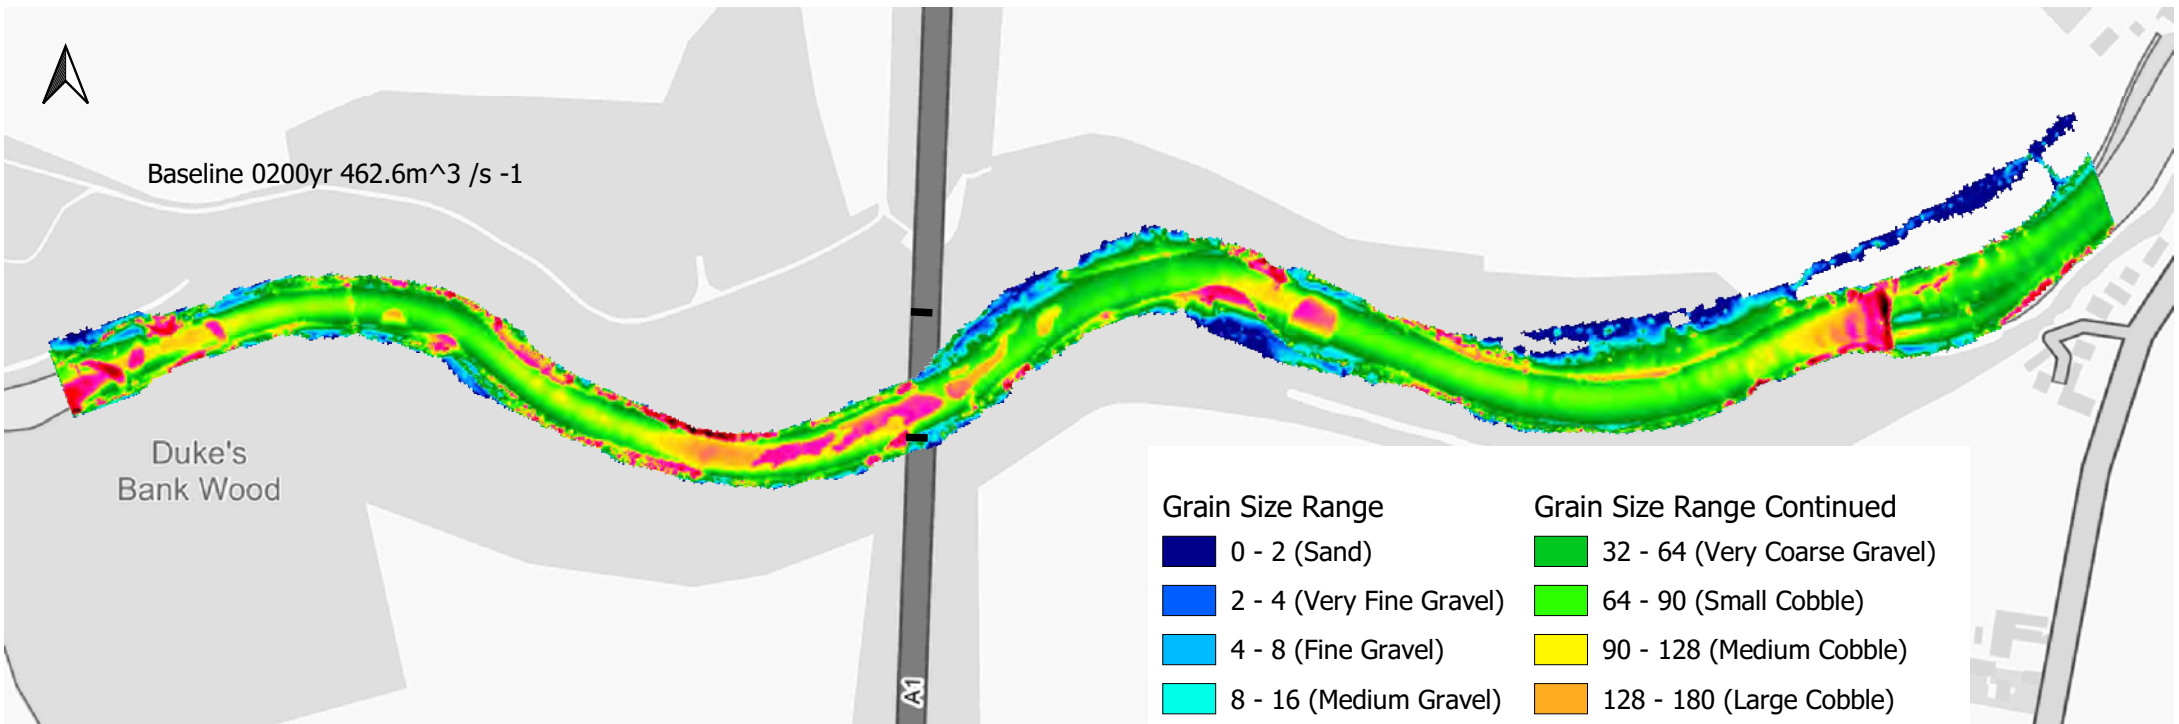 Baseline 0200yr 462.6m^3 /s -1
Duke's
Bank Wood
A1
Grain Size Range
0 - 2 (Sand)
2 - 4 (Very Fine Gravel)
4 - 8 (Fine Gravel)
8 - 16 (Medium Gravel)
Grain Size Range Continued
32 - 64 (Very Coarse Gravel)
64 - 90 (Small Cobble)
90 - 128 (Medium Cobble)
128 - 180 (Large Cobble)